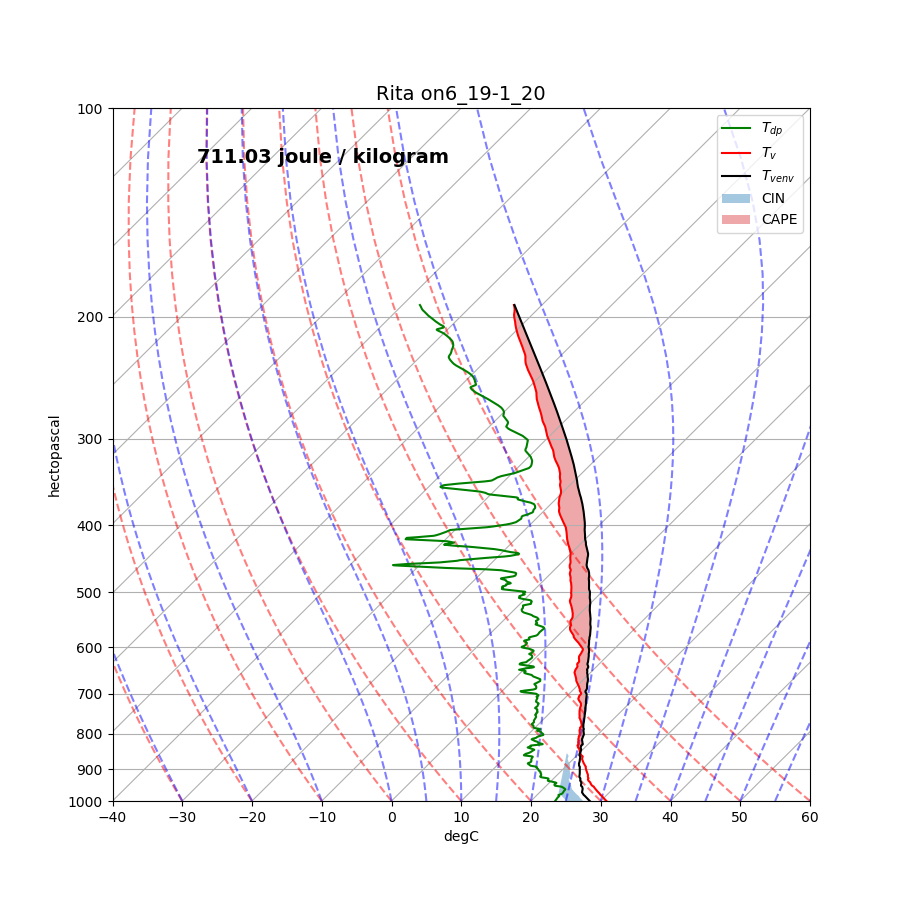 Rita on6_19-1_20
711.03 joule / kilogram
T_dp
T_v
T_venv
CIN
CAPE
hectopascal
100
200
300
400
500
600
700
800
900
1000
−40 −30 −20 −10 0 10 20 30 40 50 60
degC